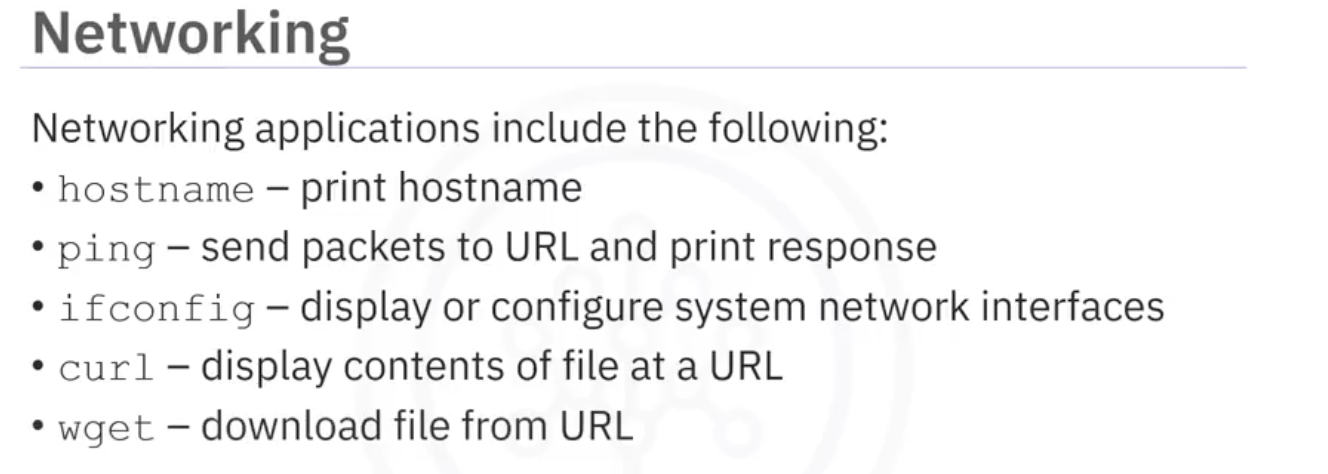 Networking
Networking applications include the following:
• hostname – print hostname
• ping – send packets to URL and print response
• ifconfig – display or configure system network interfaces
• curl – display contents of file at a URL
• wget – download file from URL